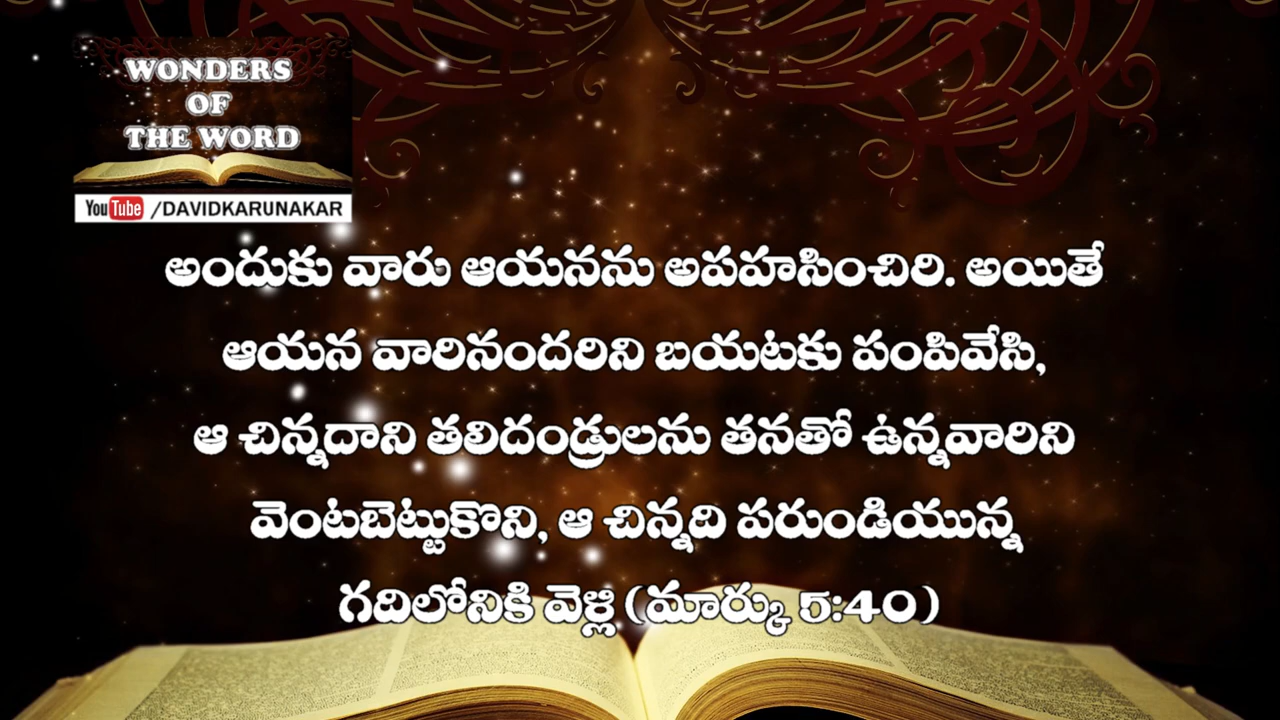 WONDERS
OF
THE WORD
YouTube /DAVIDKARUNAKAR
అందుకు వారు ఆయనను అపహసించిరి. అయితే
ఆయన వారినందరిని బయటకు పంపివేసి,
ఆ చిన్నదాని తలిదండ్రులను తనతో ఉన్నవారిని
వెంటబెట్టుకొని, ఆ చిన్నది పరుండియున్న
గదిలోనికి వెళ్లి (మార్కు 5:40)